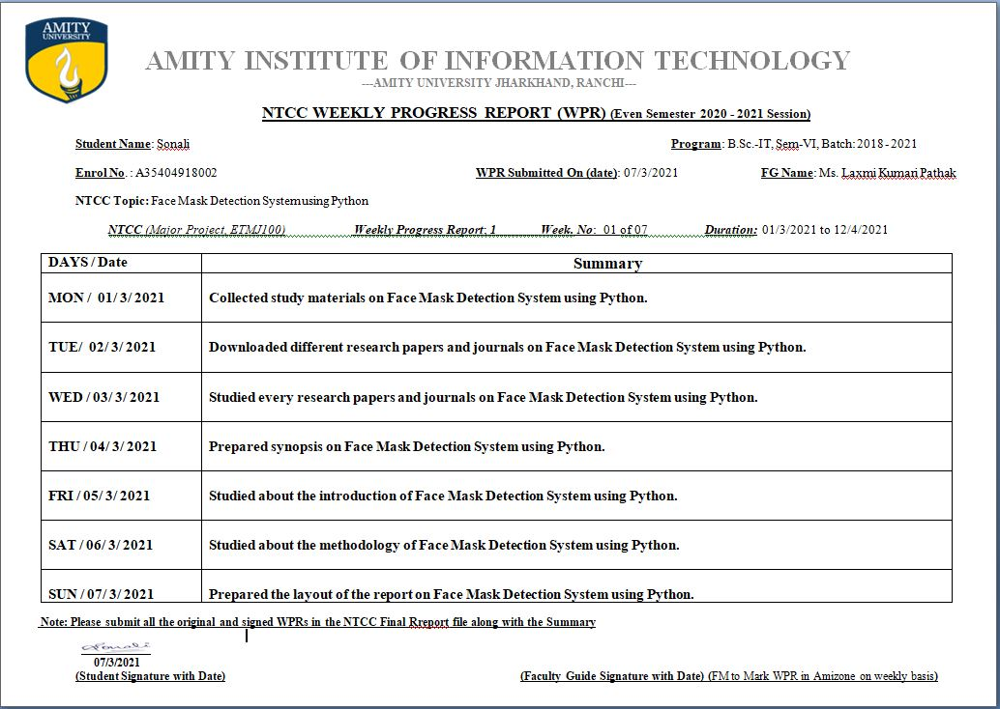 AMITY
UNIVERSITY
AMITY INSTITUTE OF INFORMATION TECHNOLOGY
---AMITY UNIVERSITY JHARKHAND, RANCHI---
NTCC WEEKLY PROGRESS REPORT (WPR) (Even Semester 2020 - 2021 Session)
Student Name: Sonali Program: B.Sc.-IT, Sem-VI, Batch: 2018 - 2021
Enrol No. : A35404918002 WPR Submitted On (date): 07/3/2021 FG Name: Ms. Laxmi Kumari Pathak
NTCC Topic: Face Mask Detection Systemusing Python
NTCC (Major Project, ETMJ100) Weekly Progress Report: 1 Week. No: 01 of 07 Duration: 01/3/2021 to 12/4/2021
DAYS / Date Summary
MON / 01/ 3/ 2021 Collected study materials on Face Mask Detection System using Python.
TUE/ 02/ 3/ 2021 Downloaded different research papers and journals on Face Mask Detection System using Python.
WED / 03/ 3/ 2021 Studied every research papers and journals on Face Mask Detection System using Python.
THU / 04/ 3/ 2021 Prepared synopsis on Face Mask Detection System using Python.
FRI / 05/ 3/ 2021 Studied about the introduction of Face Mask Detection System using Python.
SAT / 06/ 3/ 2021 Studied about the methodology of Face Mask Detection System using Python.
SUN / 07/ 3/ 2021 Prepared the layout of the report on Face Mask Detection System using Python.
Note: Please submit all the original and signed WPRs in the NTCC Final Rreport file along with the Summary
Sonali
07/3/2021
(Student Signature with Date) (Faculty Guide Signature with Date) (FM to Mark WPR in Amizone on weekly basis)